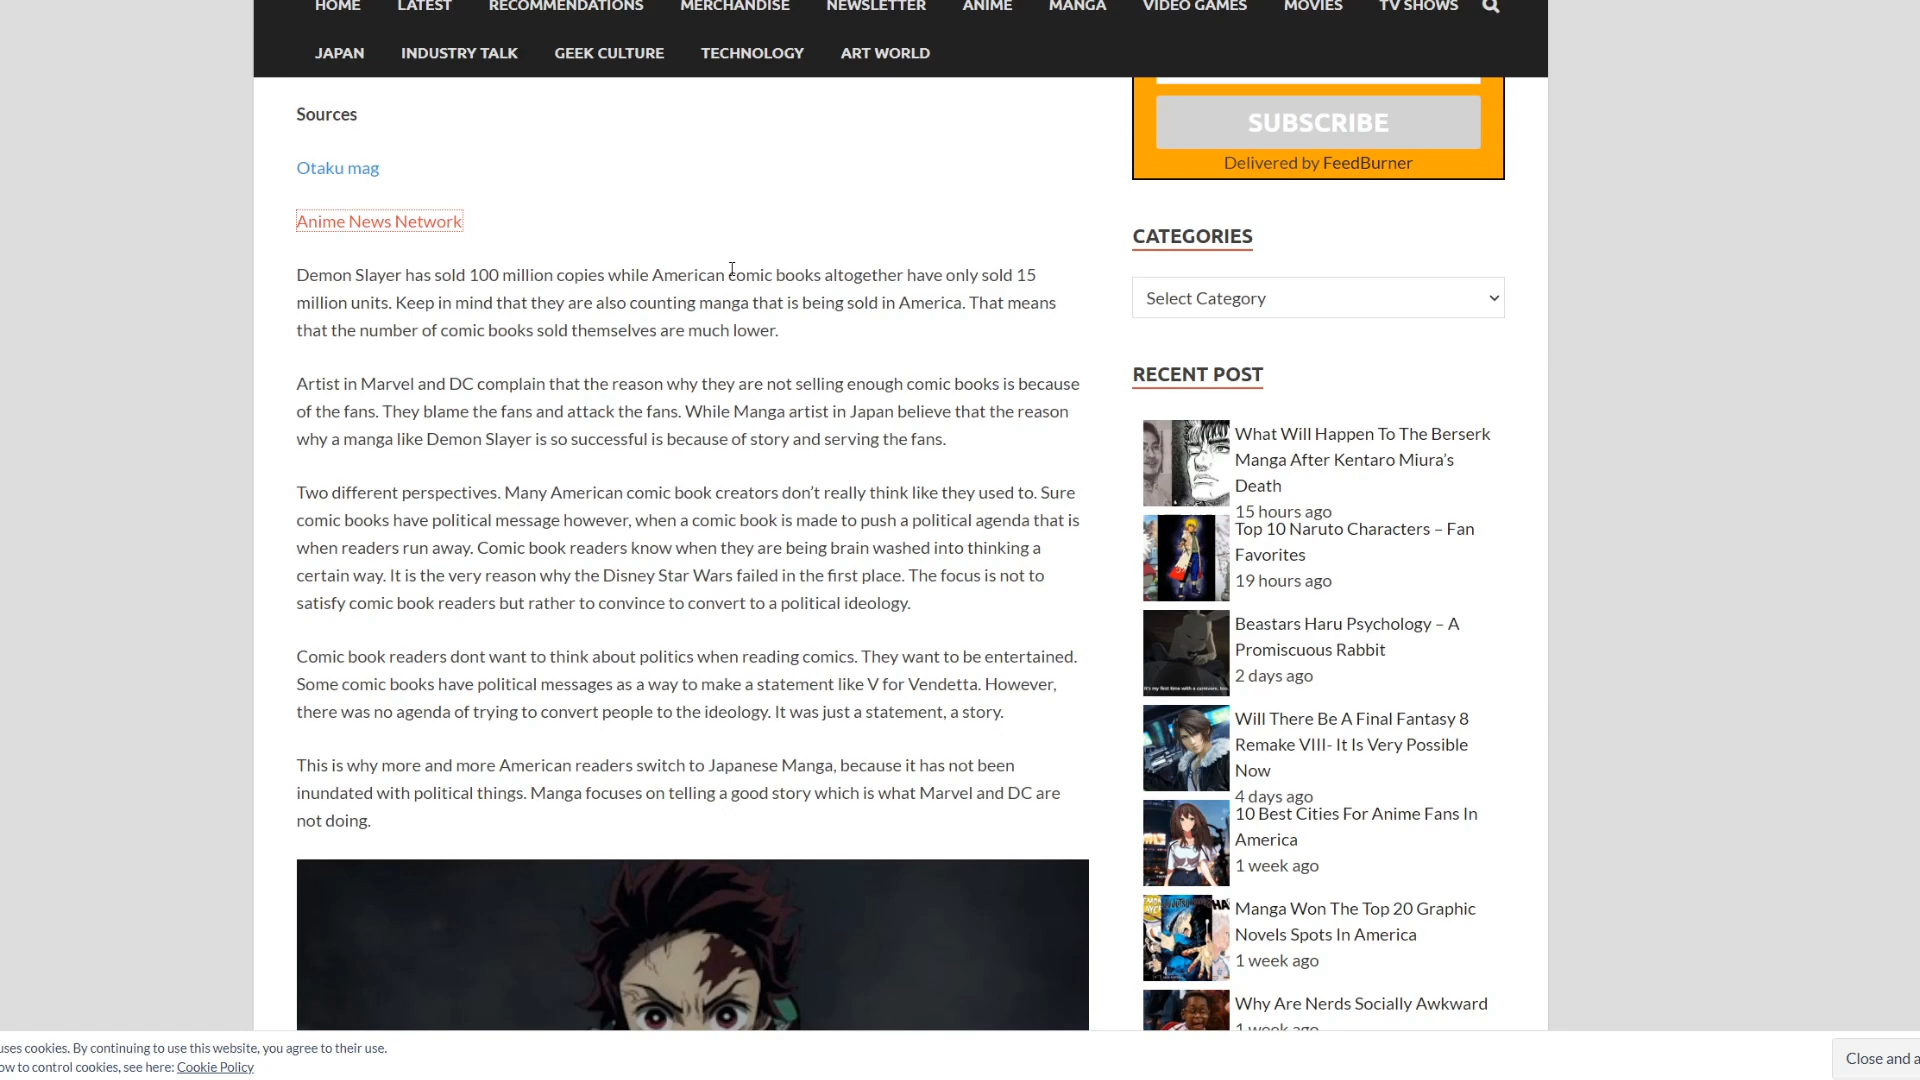 HOME LATEST RECOMMENDATIONS MERCHANDISE NEWSLETTER ANIME MANGA VIDEO GAMES MOVIES TV SHOWS
JAPAN INDUSTRY TALK GEEK CULTURE TECHNOLOGY ART WORLD
Sources
Otaku mag
Anime News Network
Demon Slayer has sold 100 million copies while American comic books altogether have only sold 15
million units. Keep in mind that they are also counting manga that is being sold in America. That means
that the number of comic books sold themselves are much lower.
Artist in Marvel and DC complain that the reason why they are not selling enough comic books is because
of the fans. They blame the fans and attack the fans. While Manga artist in Japan believe that the reason
why a manga like Demon Slayer is so successful is because of story and serving the fans.
Two different perspectives. Many American comic book creators don’t really think like they used to. Sure
comic books have political message however, when a comic book is made to push a political agenda that is
when readers run away. Comic book readers know when they are being brain washed into thinking a
certain way. It is the very reason why the Disney Star Wars failed in the first place. The focus is not to
satisfy comic book readers but rather to convince to convert to a political ideology.
Comic book readers dont want to think about politics when reading comics. They want to be entertained.
Some comic books have political messages as a way to make a statement like V for Vendetta. However,
there was no agenda of trying to convert people to the ideology. It was just a statement, a story.
This is why more and more American readers switch to Japanese Manga, because it has not been
inundated with political things. Manga focuses on telling a good story which is what Marvel and DC are
not doing.
SUBSCRIBE
Delivered by FeedBurner
CATEGORIES
Select Category
RECENT POST
What Will Happen To The Berserk
Manga After Kentaro Miura’s
Death
15 hours ago
Top 10 Naruto Characters – Fan
Favorites
19 hours ago
Beastars Haru Psychology – A
Promiscuous Rabbit
2 days ago
Will There Be A Final Fantasy 8
Remake VIII- It Is Very Possible
Now
4 days ago
10 Best Cities For Anime Fans In
America
1 week ago
Manga Won The Top 20 Graphic
Novels Spots In America
1 week ago
Why Are Nerds Socially Awkward
1 week ago
uses cookies. By continuing to use this website, you agree to their use.
ow to control cookies, see here: Cookie Policy
Close and a